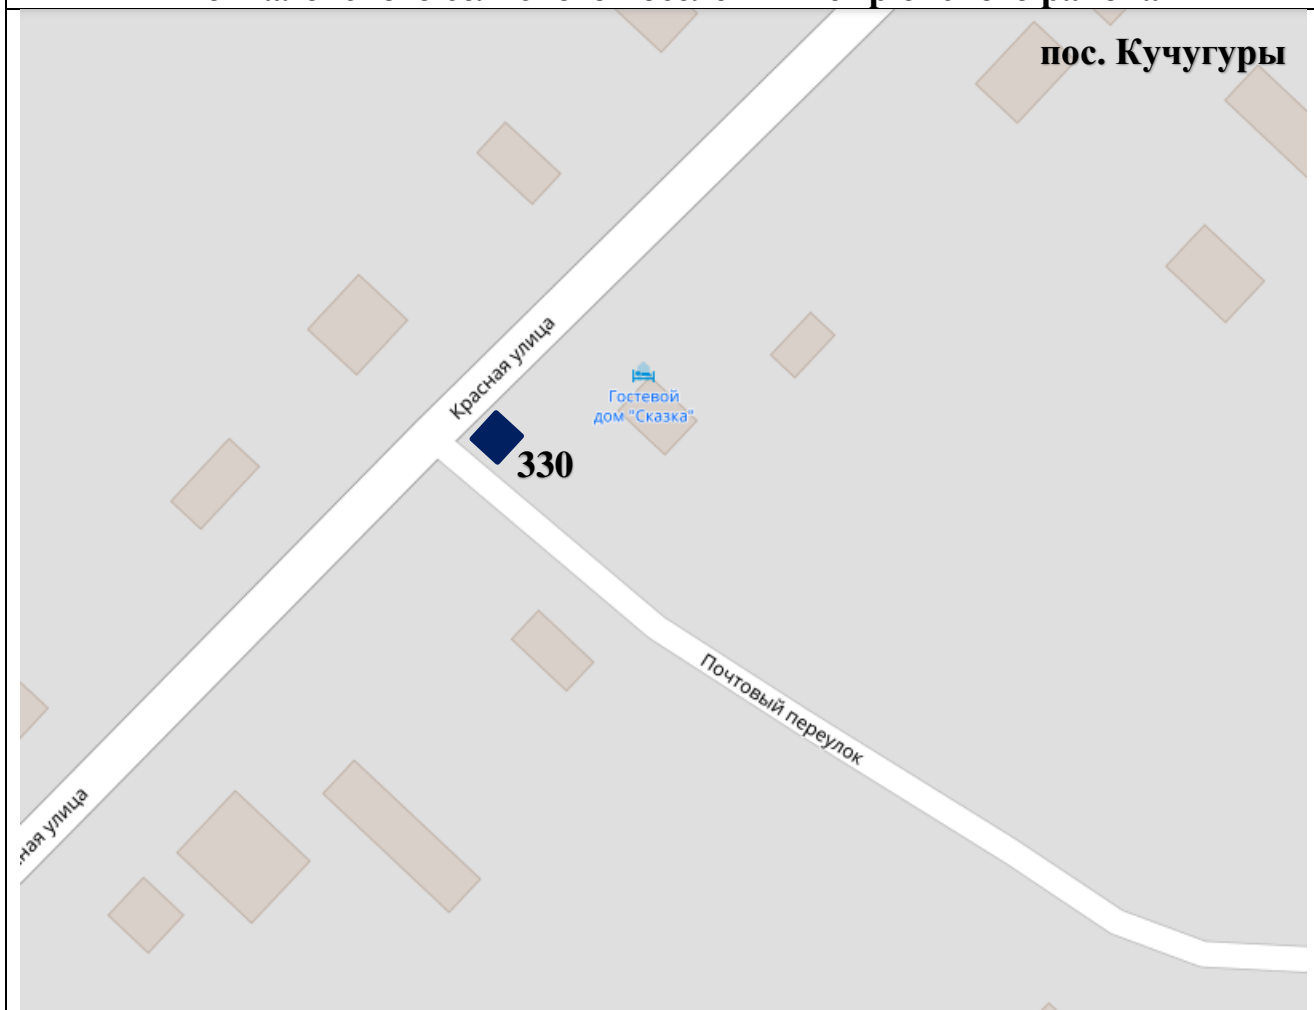 пос. Кучугуры
Красная улица
Гостевой
дом "Сказка"
330
Почтовый переулок
ная улица